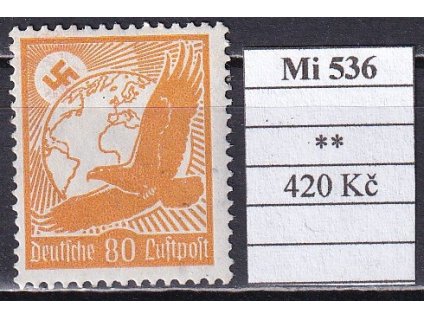 Deutsche 80 Luftpost
Mi 536
**
420 Kč